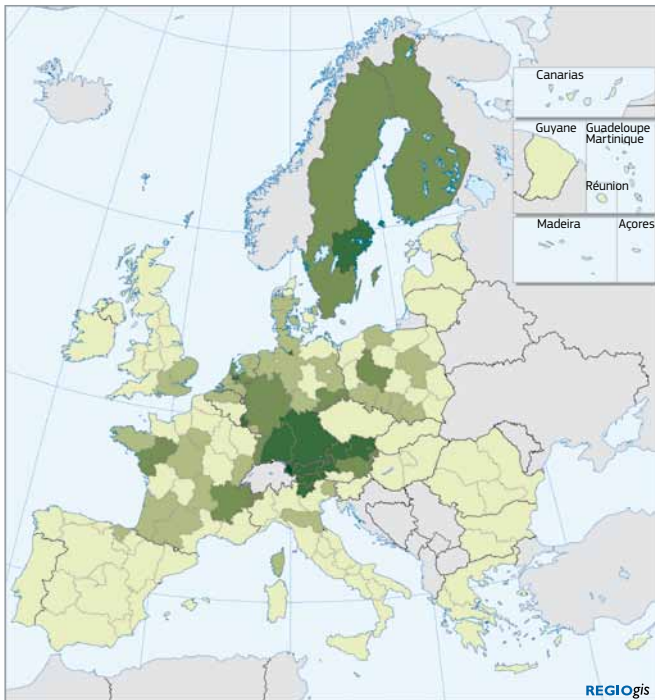 Canarias
Guyane
Guadeloupe
Martinique
Réunion
Madeira
Açores
REGIOgis